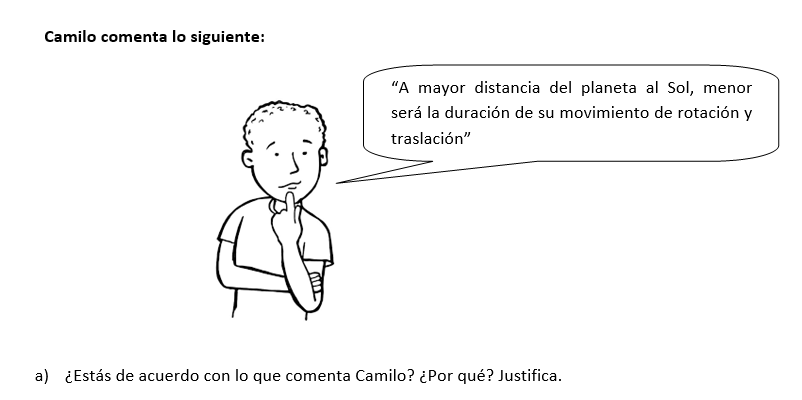 Camilo comenta lo siguiente:
“A mayor distancia del planeta al Sol, menor
será la duración de su movimiento de rotación y
traslación”
a) ¿Estás de acuerdo con lo que comenta Camilo? ¿Por qué? Justifica.